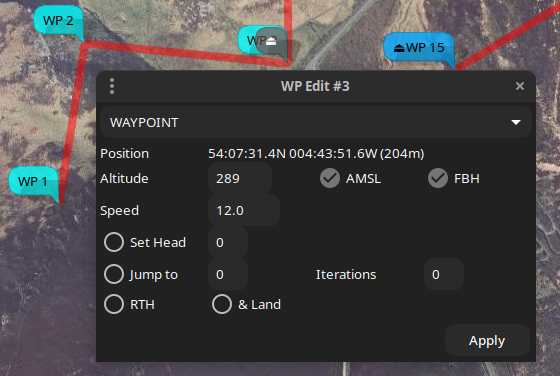 WP 2
WP
⏏WP 15
WP Edit #3
WAYPOINT
Position 54:07:31.4N 004:43:51.6W (204m)
Altitude 289 AMSL FBH
WP 1
Speed 12.0
Set Head 0
Jump to 0 Iterations 0
RTH & Land
Apply